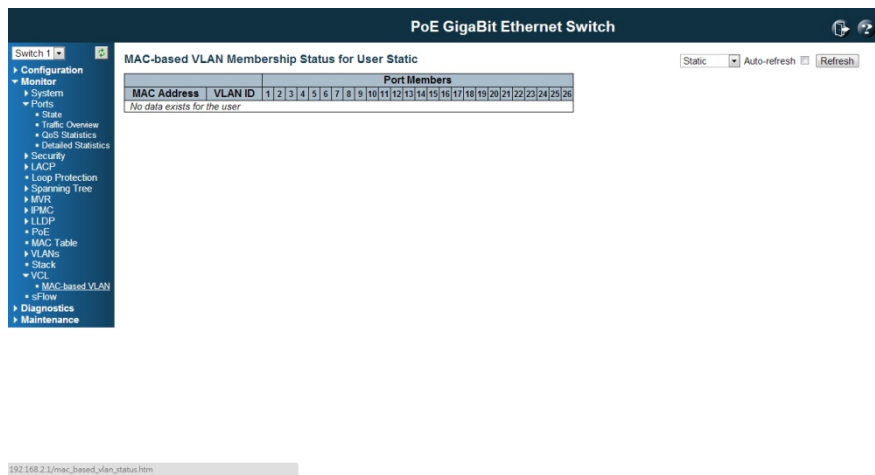 PoE GigaBit Ethernet Switch
Switch 1
Configuration
Monitor
System
Ports
State
Traffic Overview
QoS Statistics
Detailed Statistics
Security
LACP
Loop Protection
Spanning Tree
MVR
IPMC
LLDP
PoE
MAC Table
VLANs
Stack
VCL
MAC-based VLAN
sFlow
Diagnostics
Maintenance
MAC-based VLAN Membership Status for User Static
Static Auto-refresh Refresh
Port Members
MAC Address VLAN ID 1 2 3 4 5 6 7 8 9 10 11 12 13 14 15 16 17 18 19 20 21 22 23 24 25 26
No data exists for the user
192.168.2.1/mac_based_vlan_status.htm